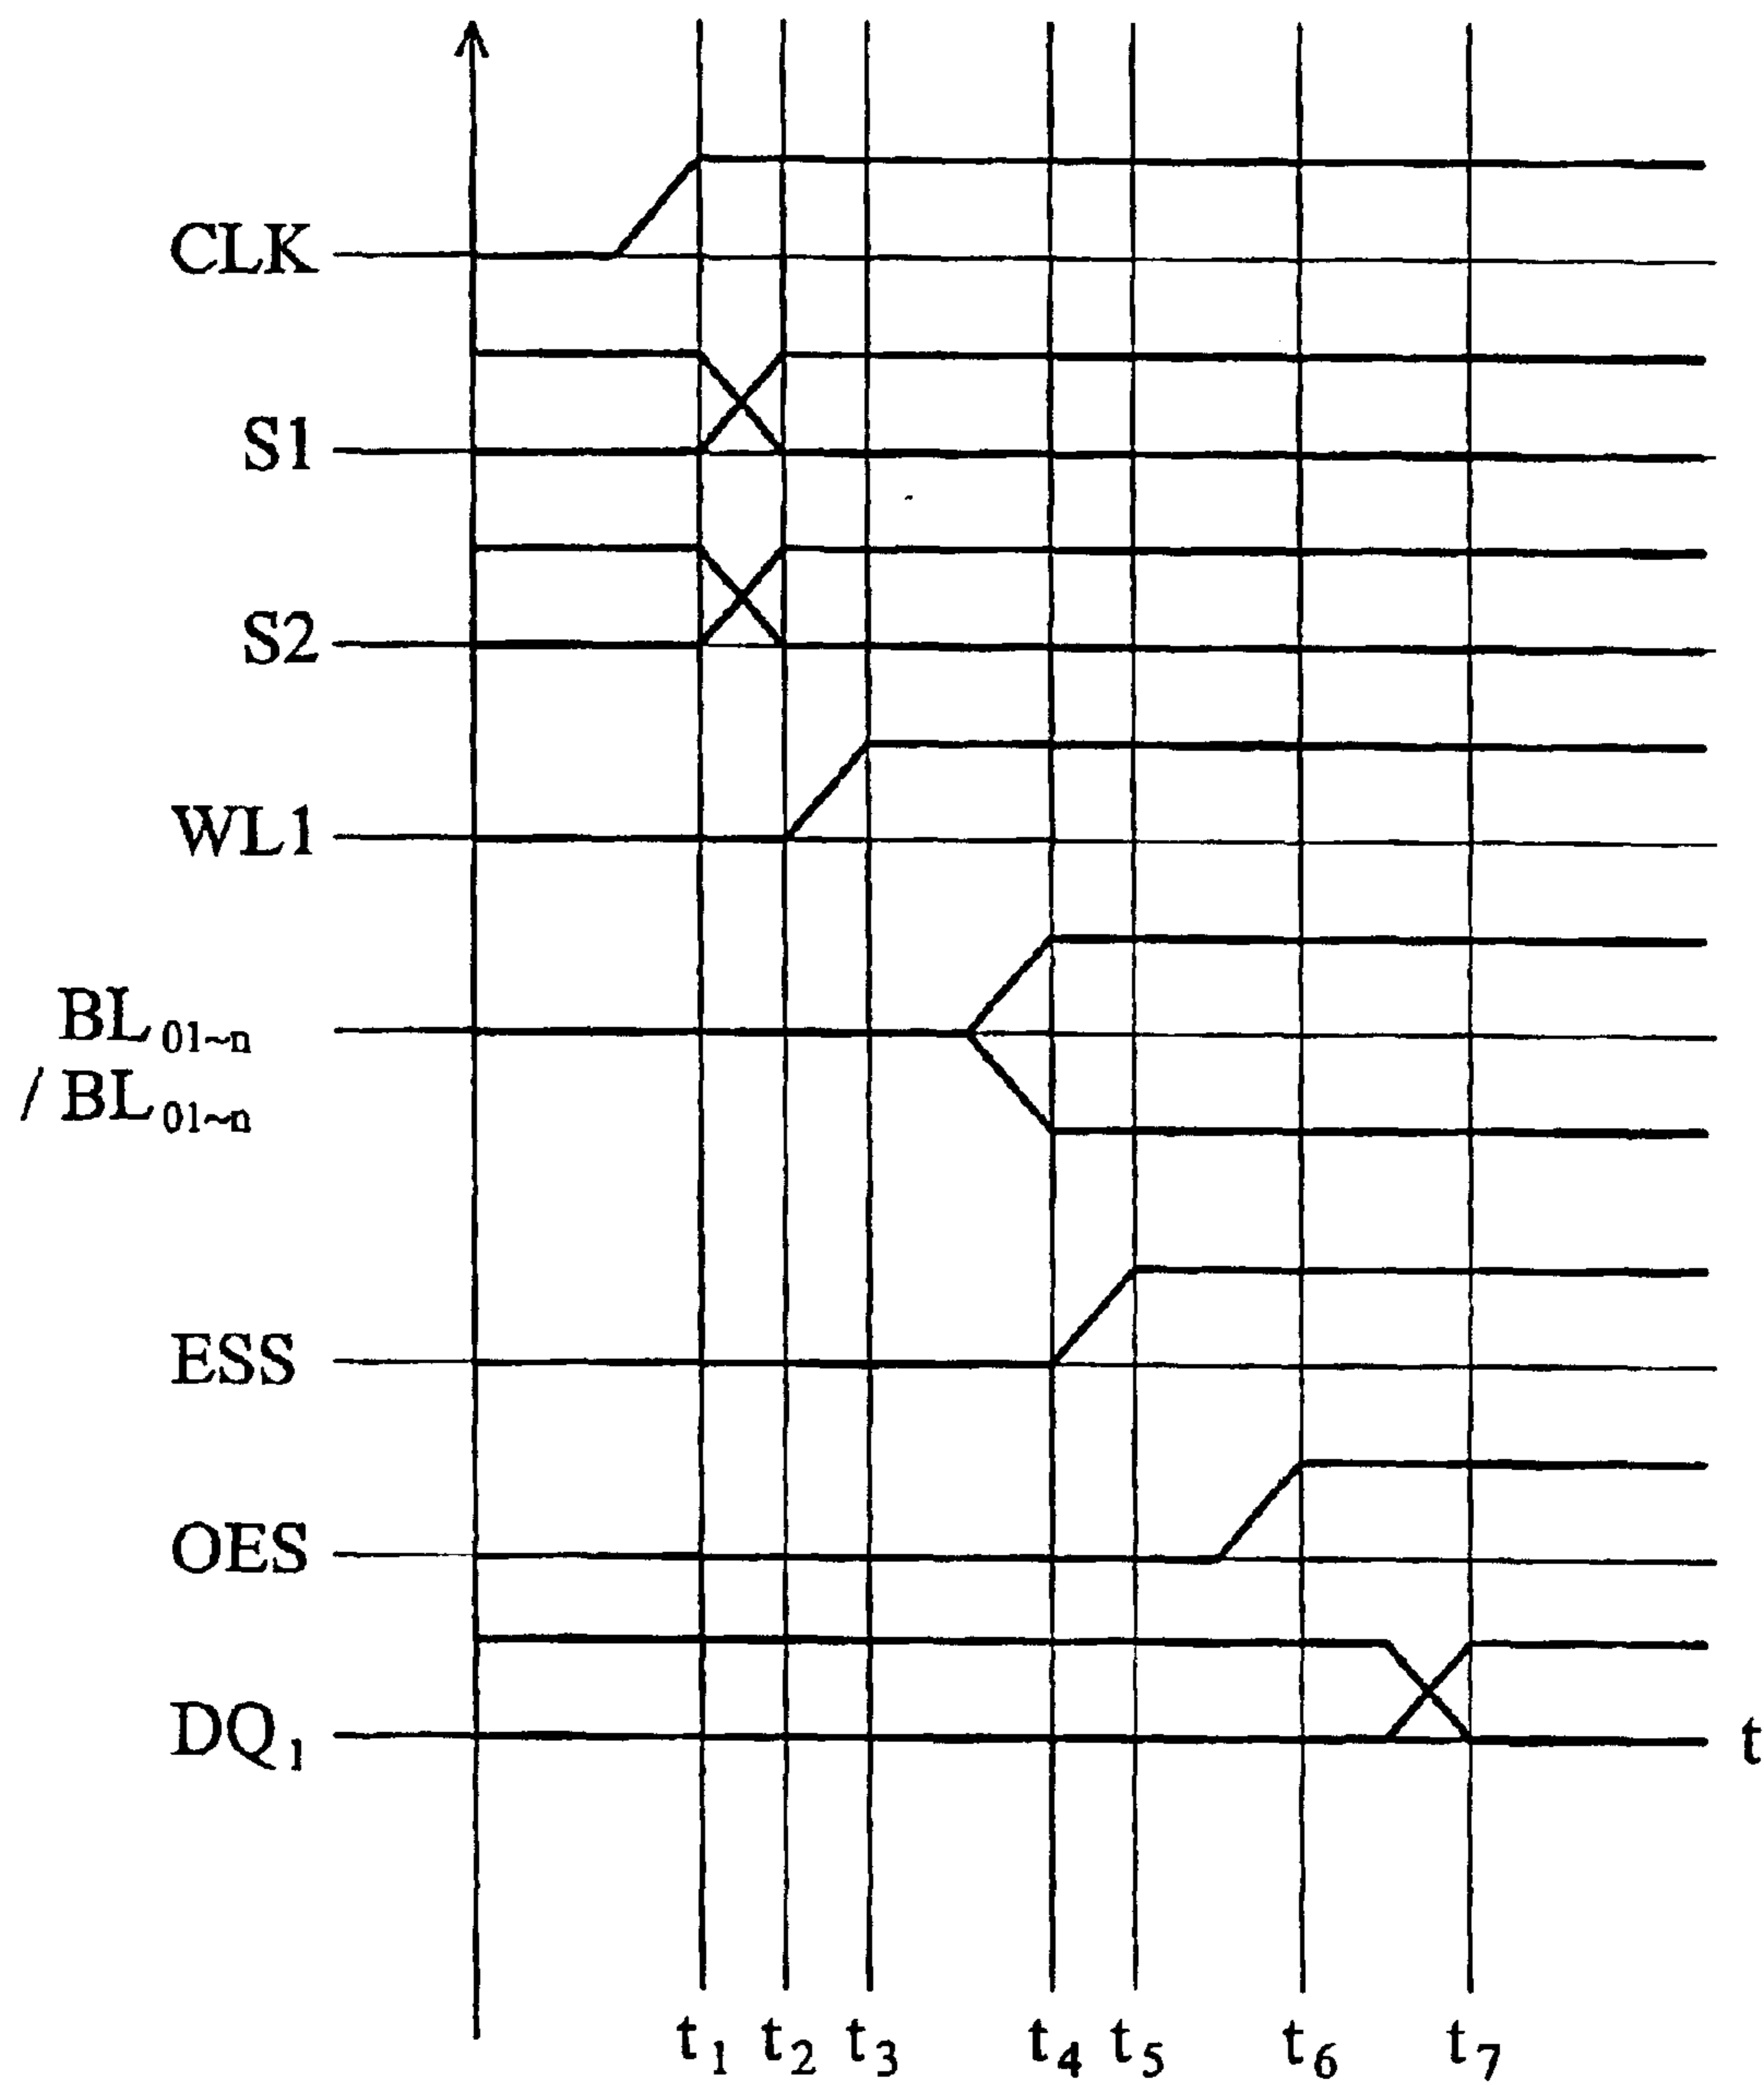 CLK
S1
S2
WL1
BL01~n
/ BL01~n
ESS
OES
DQ1
t
t1 t2 t3 t4 t5 t6 t7